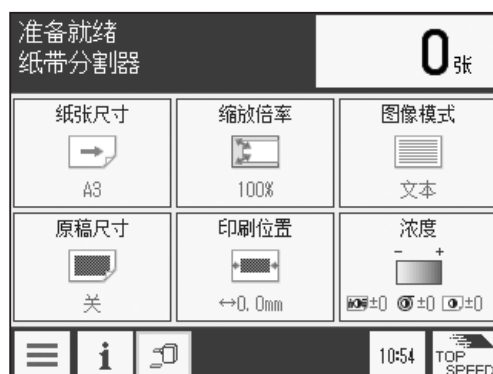 准备就绪
纸带分割器
0张
纸张尺寸
A3
缩放倍率
100%
图像模式
文本
原稿尺寸
关
印刷位置
↔0.0mm
浓度
- +
±0 ±0 ±0
i
10:54
TOP
SPEED